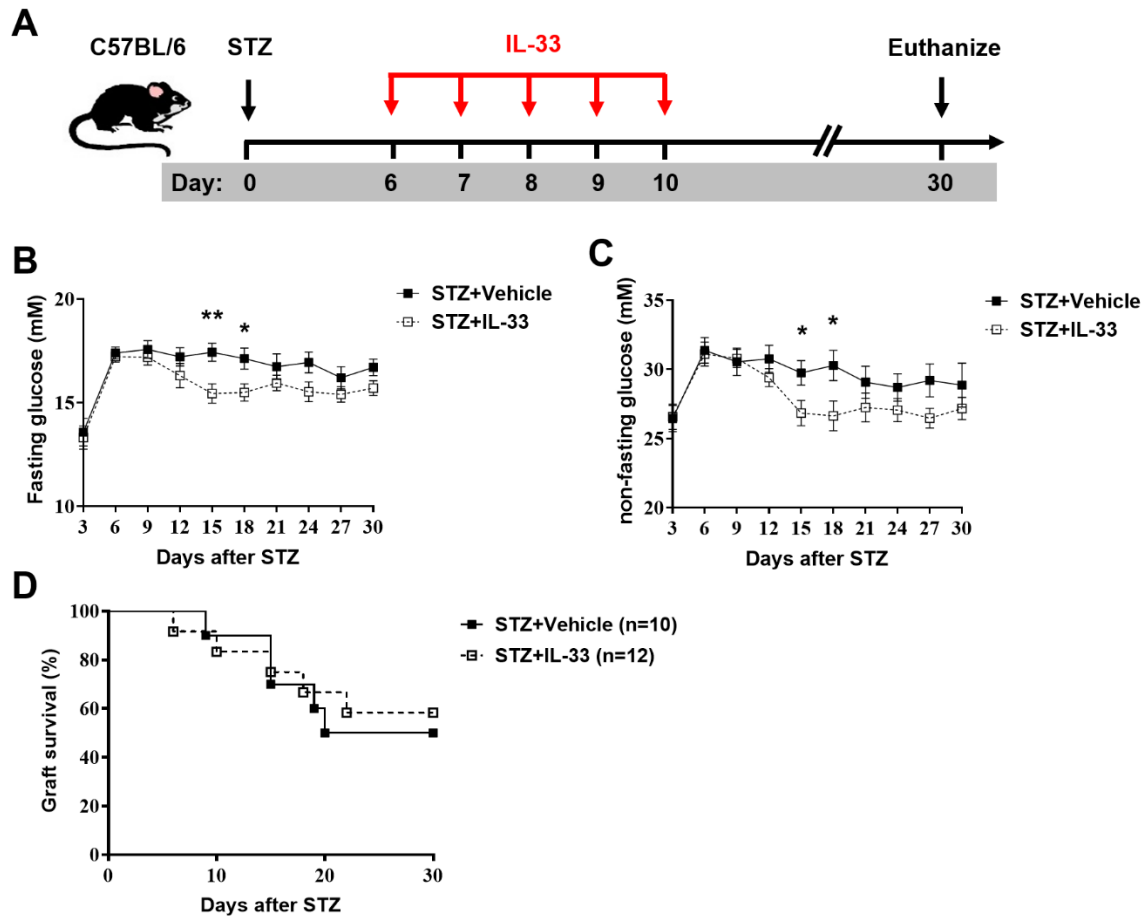 A
C57BL/6 STZ IL-33 Euthanize
Day: 0 6 7 8 9 10 30
B
STZ+Vehicle
STZ+IL-33
** *
Fasting glucose (mM)
20
15
10
3 6 9 12 15 18 21 24 27 30
Days after STZ
C
STZ+Vehicle
STZ+IL-33
* *
non-fasting glucose (mM)
35
30
25
20
3 6 9 12 15 18 21 24 27 30
Days after STZ
D
STZ+Vehicle (n=10)
STZ+IL-33 (n=12)
Graft survival (%)
100
80
60
40
20
0
0 10 20 30
Days after STZ